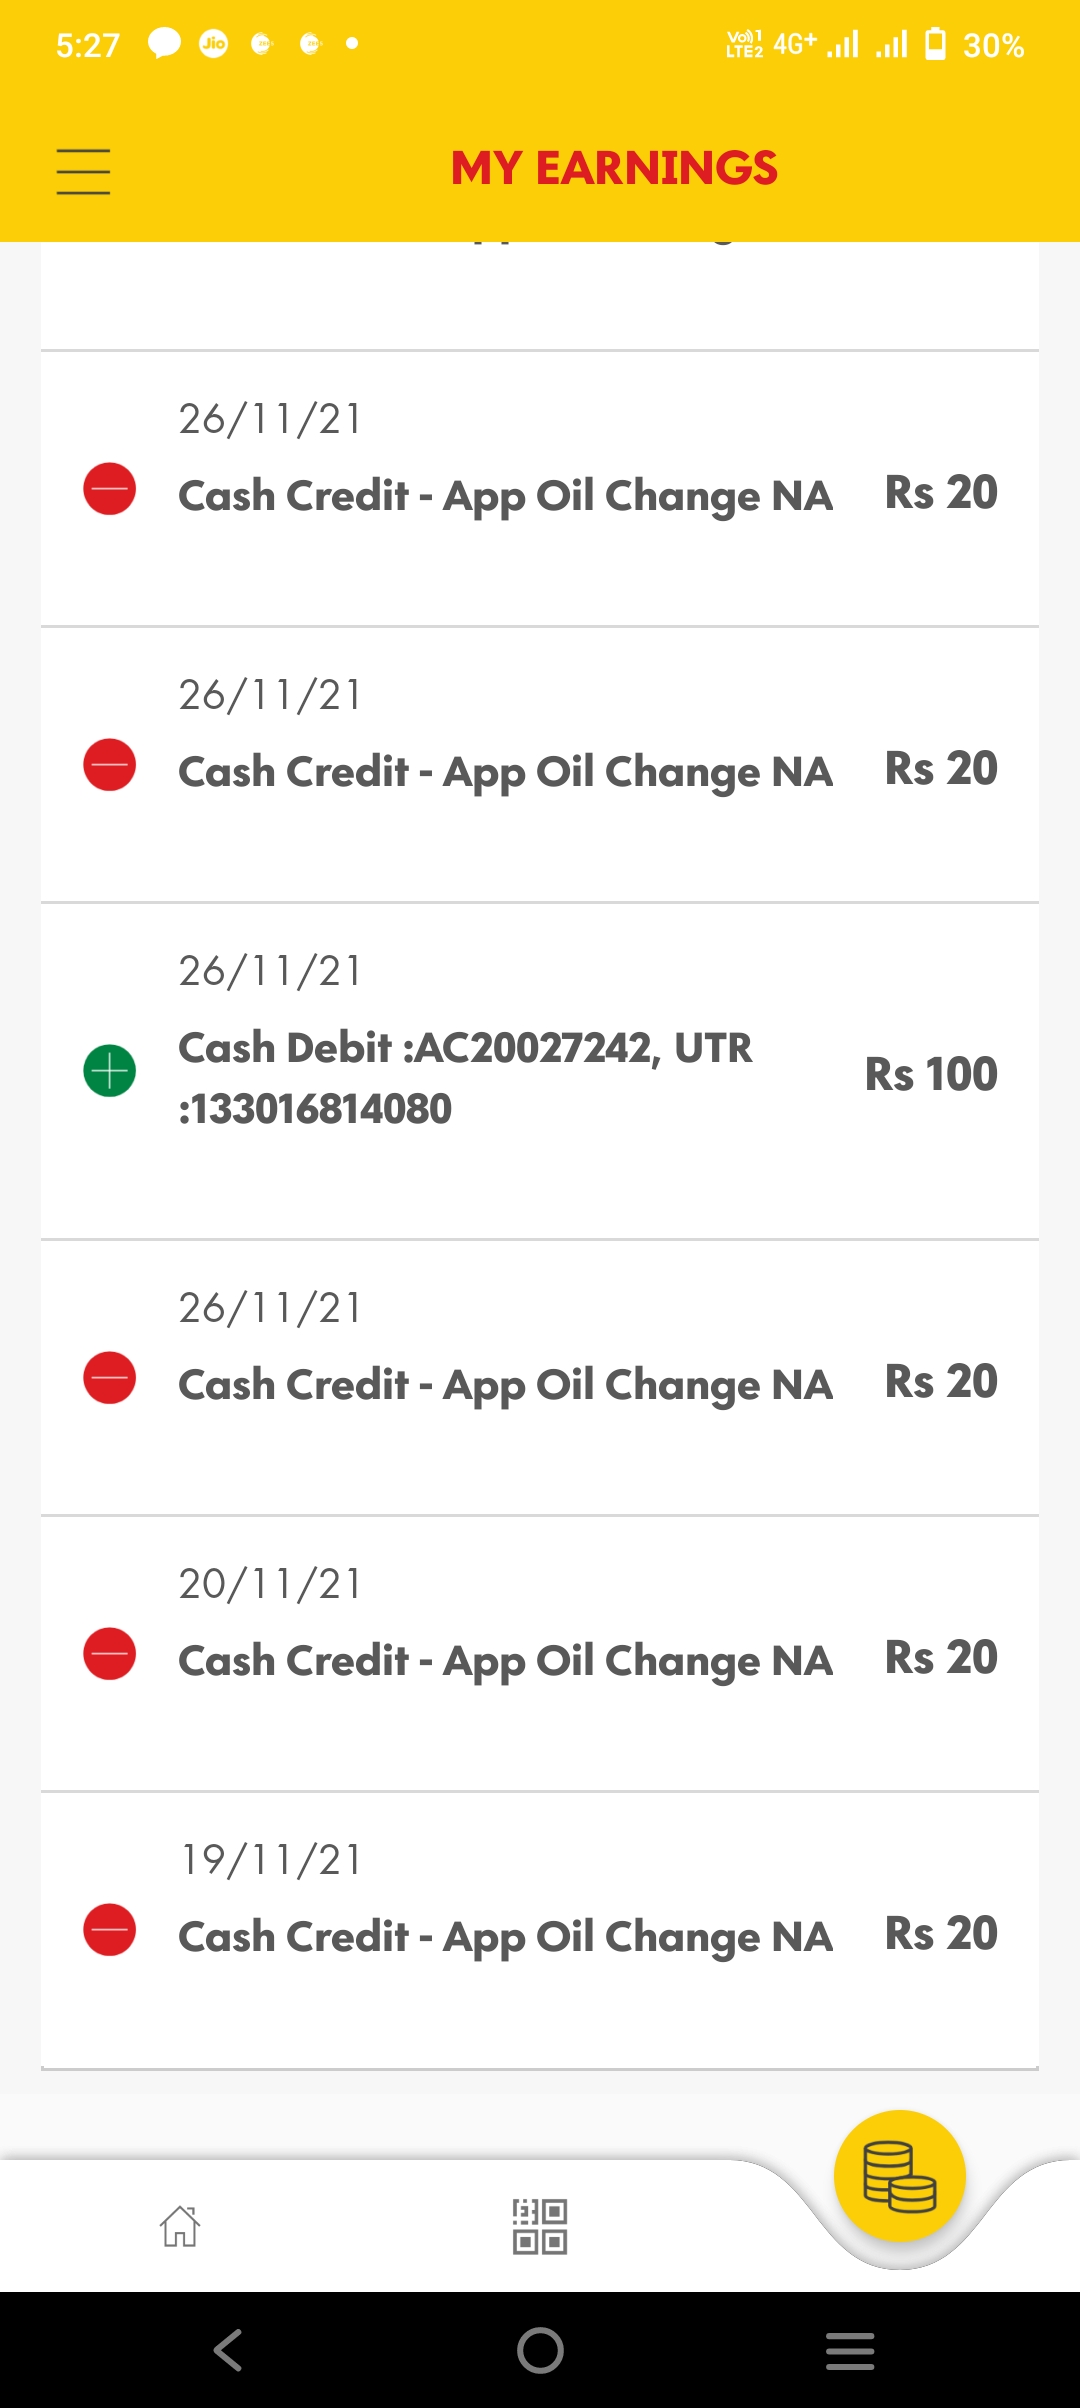 5:27 Jio Vo)) 1 LTE2 4G+ 30%
MY EARNINGS
26/11/21
Cash Credit - App Oil Change NA Rs 20
26/11/21
Cash Credit - App Oil Change NA Rs 20
26/11/21
Cash Debit :AC20027242, UTR
:133016814080 Rs 100
26/11/21
Cash Credit - App Oil Change NA Rs 20
20/11/21
Cash Credit - App Oil Change NA Rs 20
19/11/21
Cash Credit - App Oil Change NA Rs 20